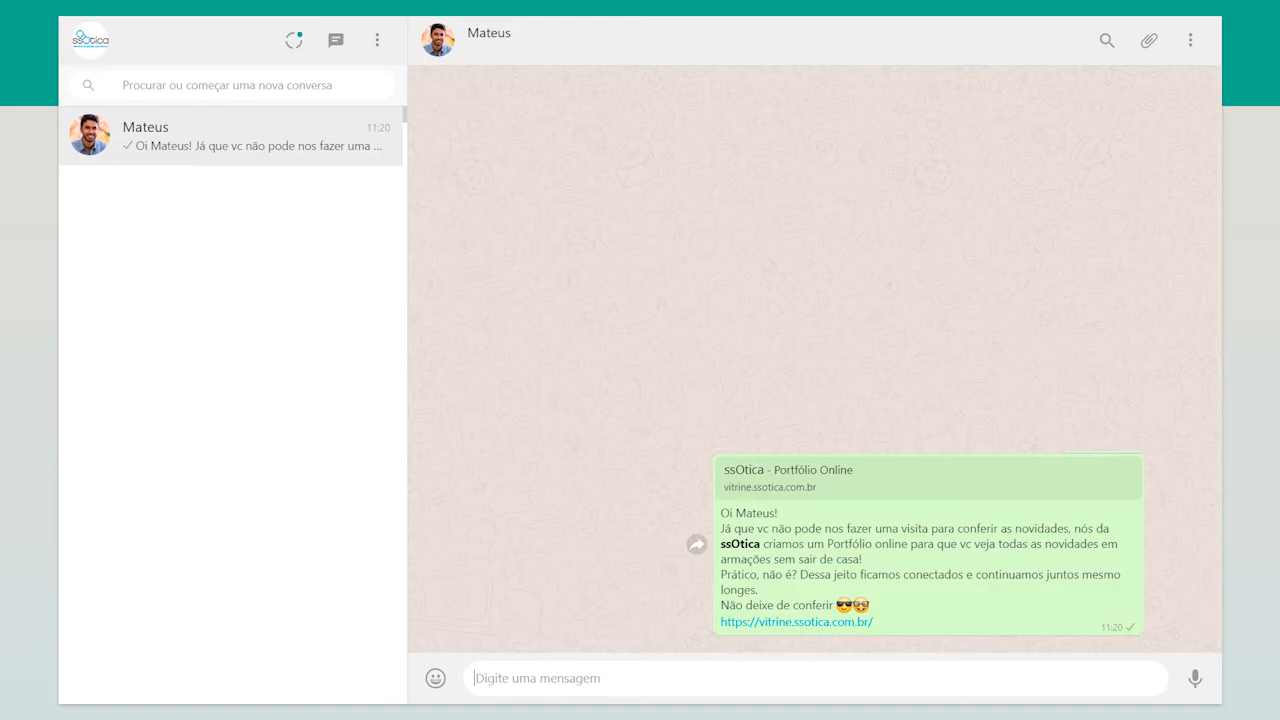 ssOtica
Procurar ou começar uma nova conversa
Mateus
11:20
Oi Mateus! Já que vc não pode nos fazer uma ...
Mateus
ssOtica - Portfólio Online
vitrine.ssotica.com.br
Oi Mateus!
Já que vc não pode nos fazer uma visita para conferir as novidades, nós da
ssOtica criamos um Portfólio online para que vc veja todas as novidades em
armações sem sair de casa!
Prático, não é? Dessa jeito ficamos conectados e continuamos juntos mesmo
longes.
Não deixe de conferir 😎🤓
https://vitrine.ssotica.com.br/
11:20
Digite uma mensagem